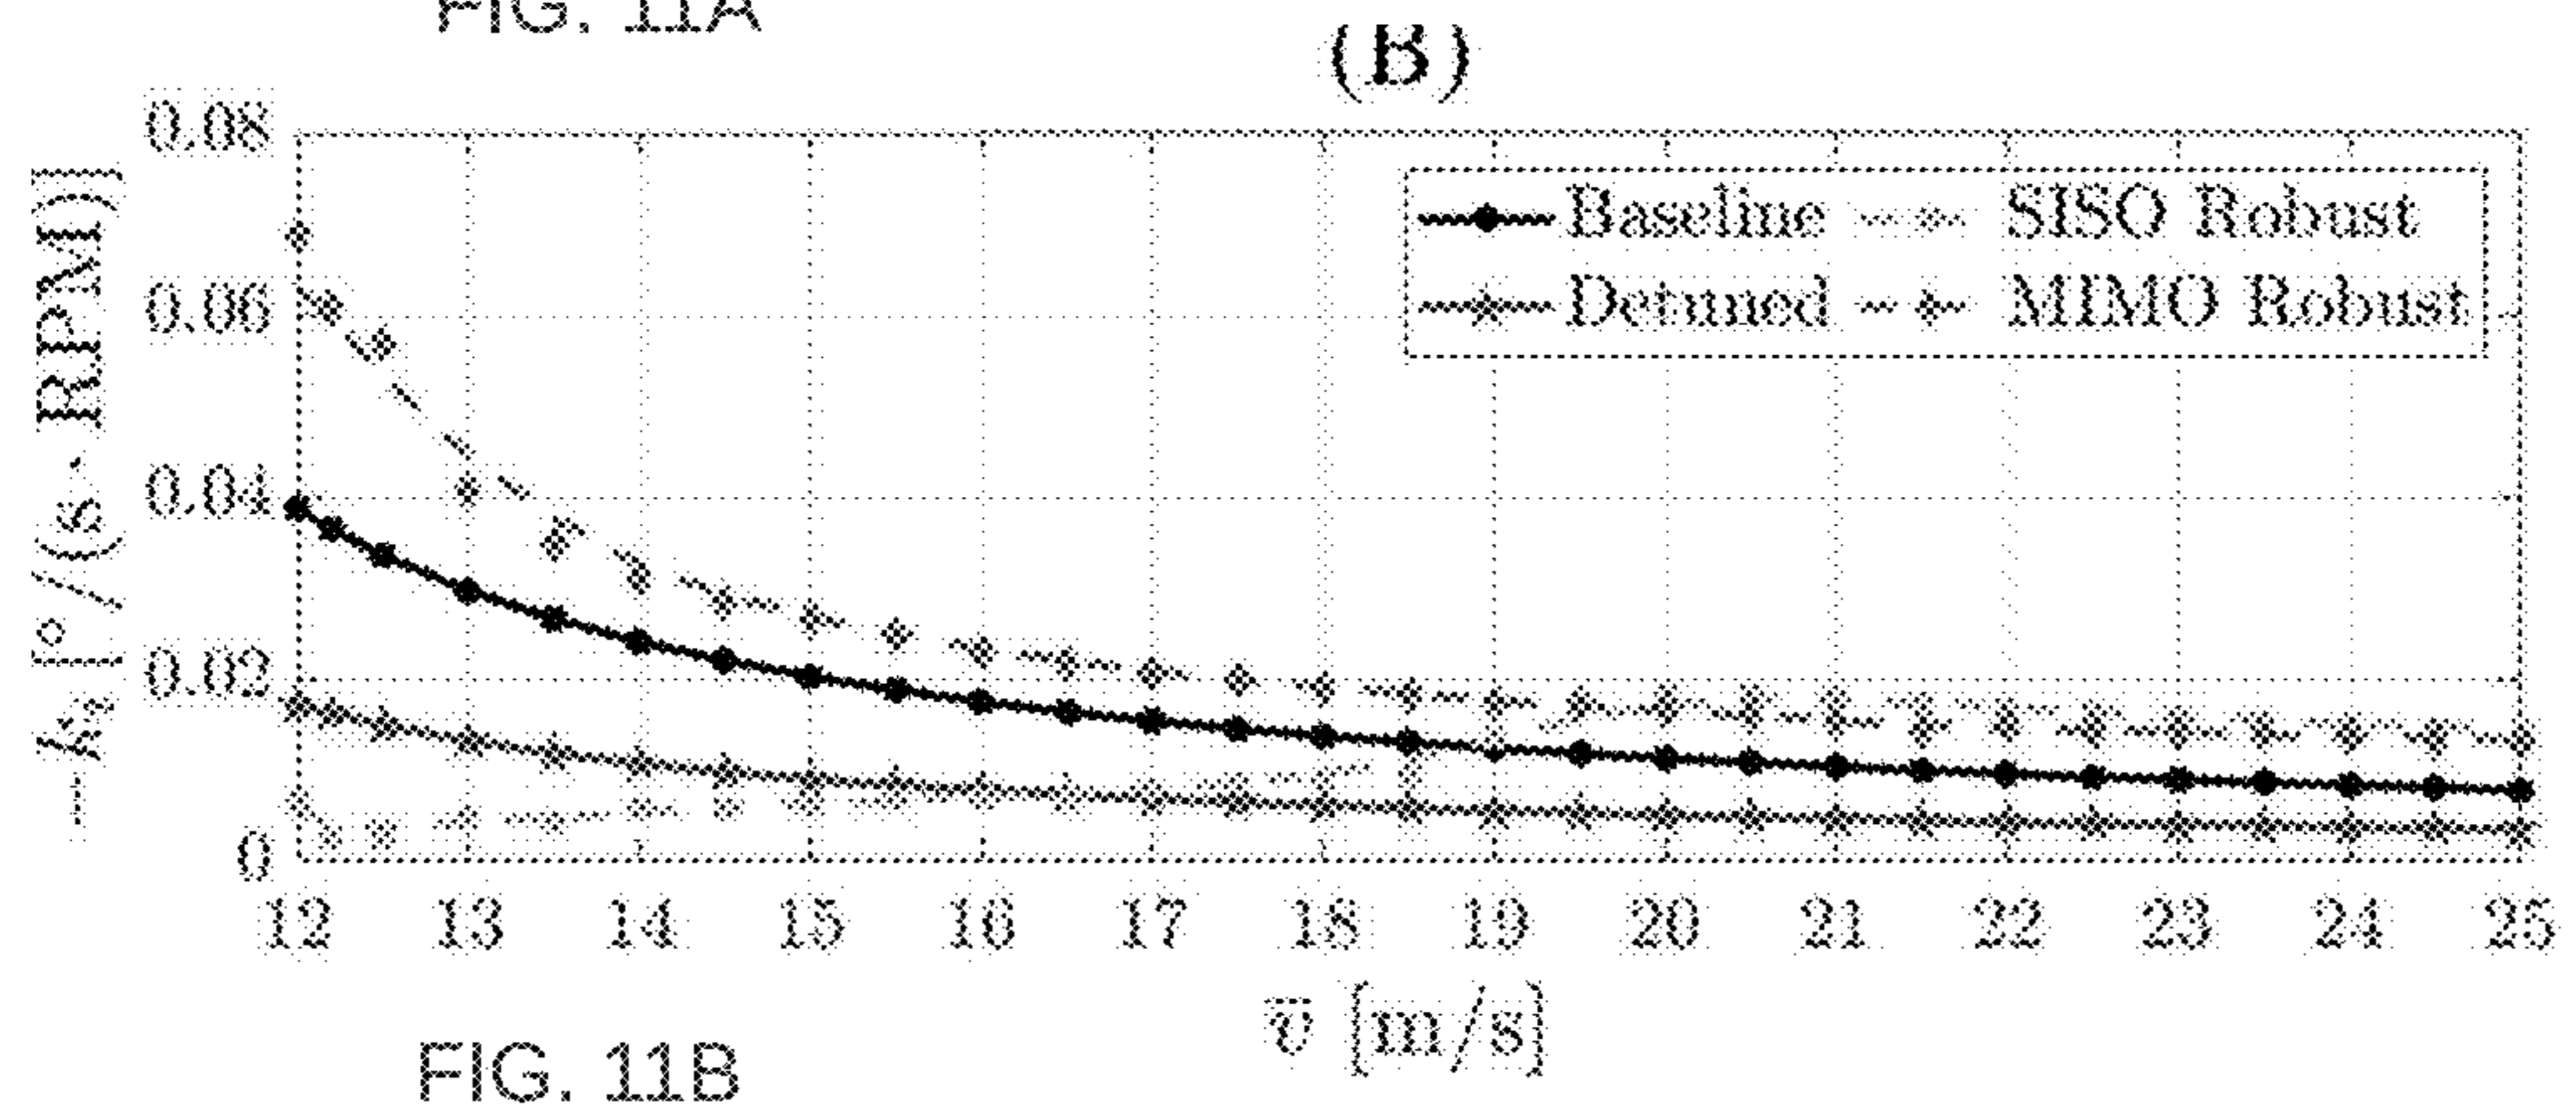 FIG. 11A
(B)
0.08
0.06
0.04
0.02
0
[°/(s · RPM)]
Baseline
SISO Robust
Detuned
MIMO Robust
12 13 14 15 16 17 18 19 20 21 22 23 24 25
v̅ [m/s]
FIG. 11B